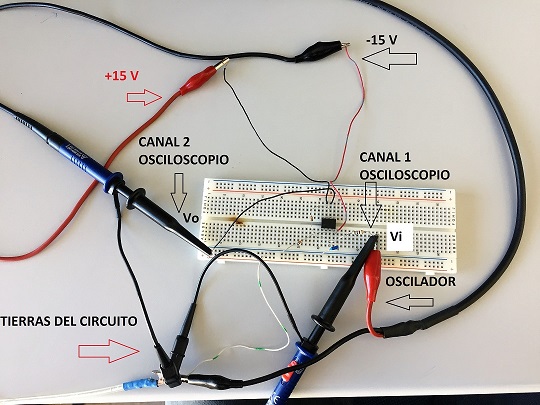 -15 V
+15 V
CANAL 2
OSCILOSCOPIO
CANAL 1
OSCILOSCOPIO
Vo
Vi
OSCILADOR
TIERRAS DEL CIRCUITO